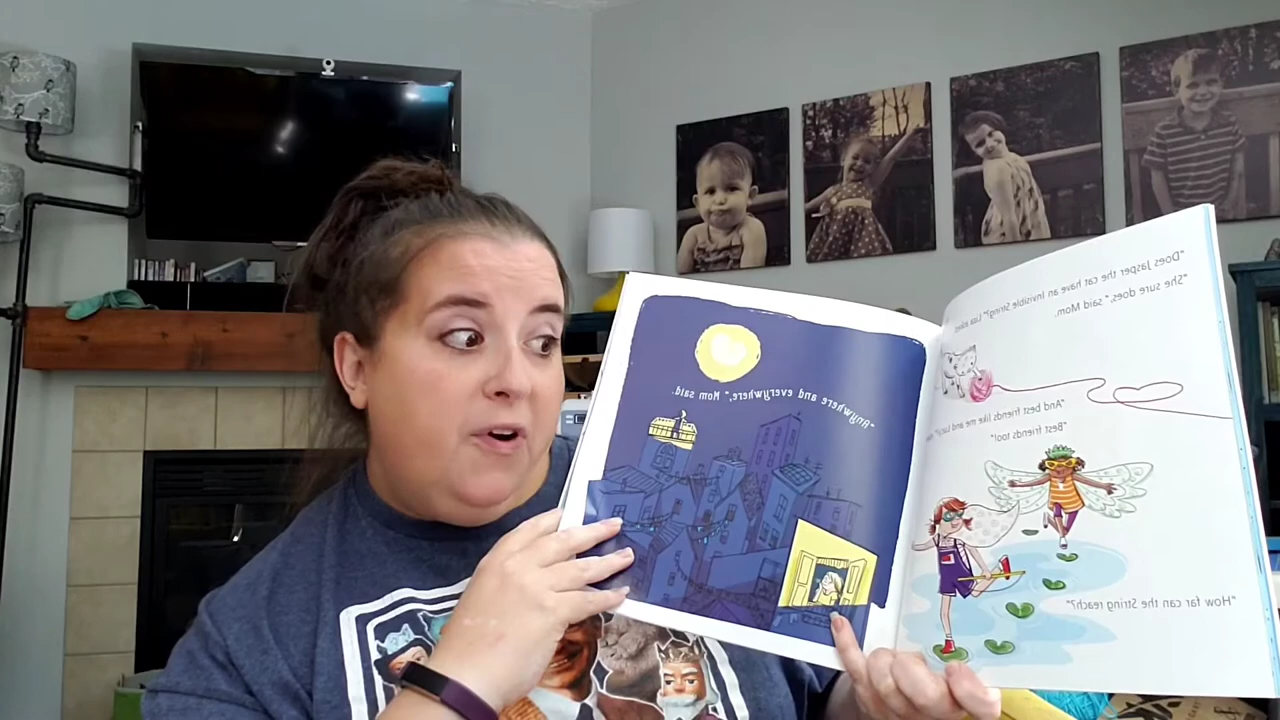 "Anywhere and everywhere," Mom said.
"Does Jasper the cat have an Invisible String?" Liza asked.
"She sure does," said Mom.
"And best friends like me and Lucy?"
"Best friends too!"
"How far can the String reach?"